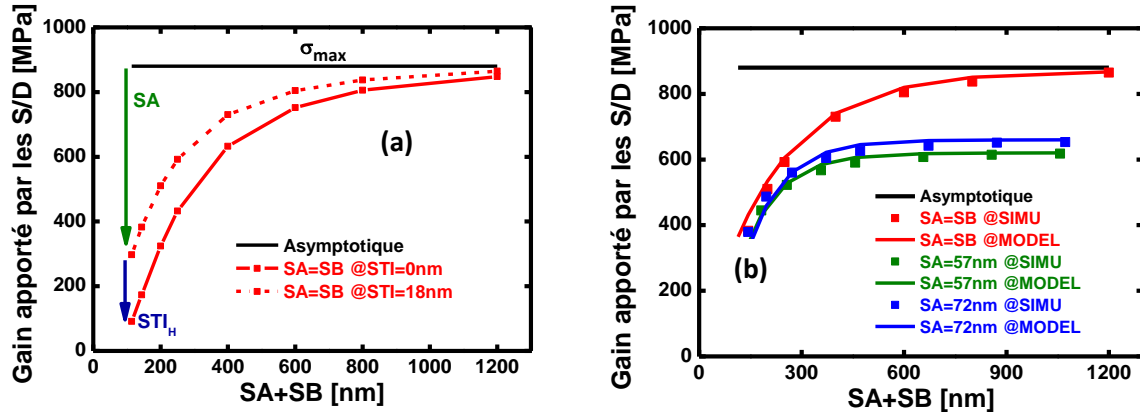 Gain apporté par les S/D [MPa]
1000
800
600
400
200
0
σmax
SA
(a)
Asymptotique
SA=SB @STI=0nm
SA=SB @STI=18nm
STIH
0 200 400 600 800 1000 1200
SA+SB [nm]
Gain apporté par les S/D [MPa]
1000
800
600
400
200
0
Asymptotique
SA=SB @SIMU
SA=SB @MODEL
SA=57nm @SIMU
SA=57nm @MODEL
SA=72nm @SIMU
SA=72nm @MODEL
(b)
0 300 600 900 1200
SA+SB [nm]